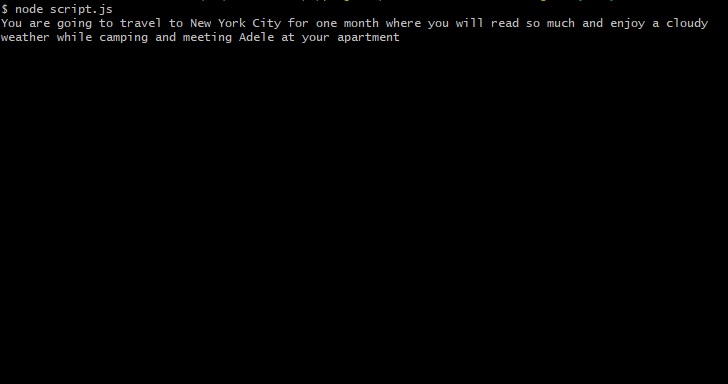 $ node script.js
You are going to travel to New York City for one month where you will read so much and enjoy a cloudy
weather while camping and meeting Adele at your apartment